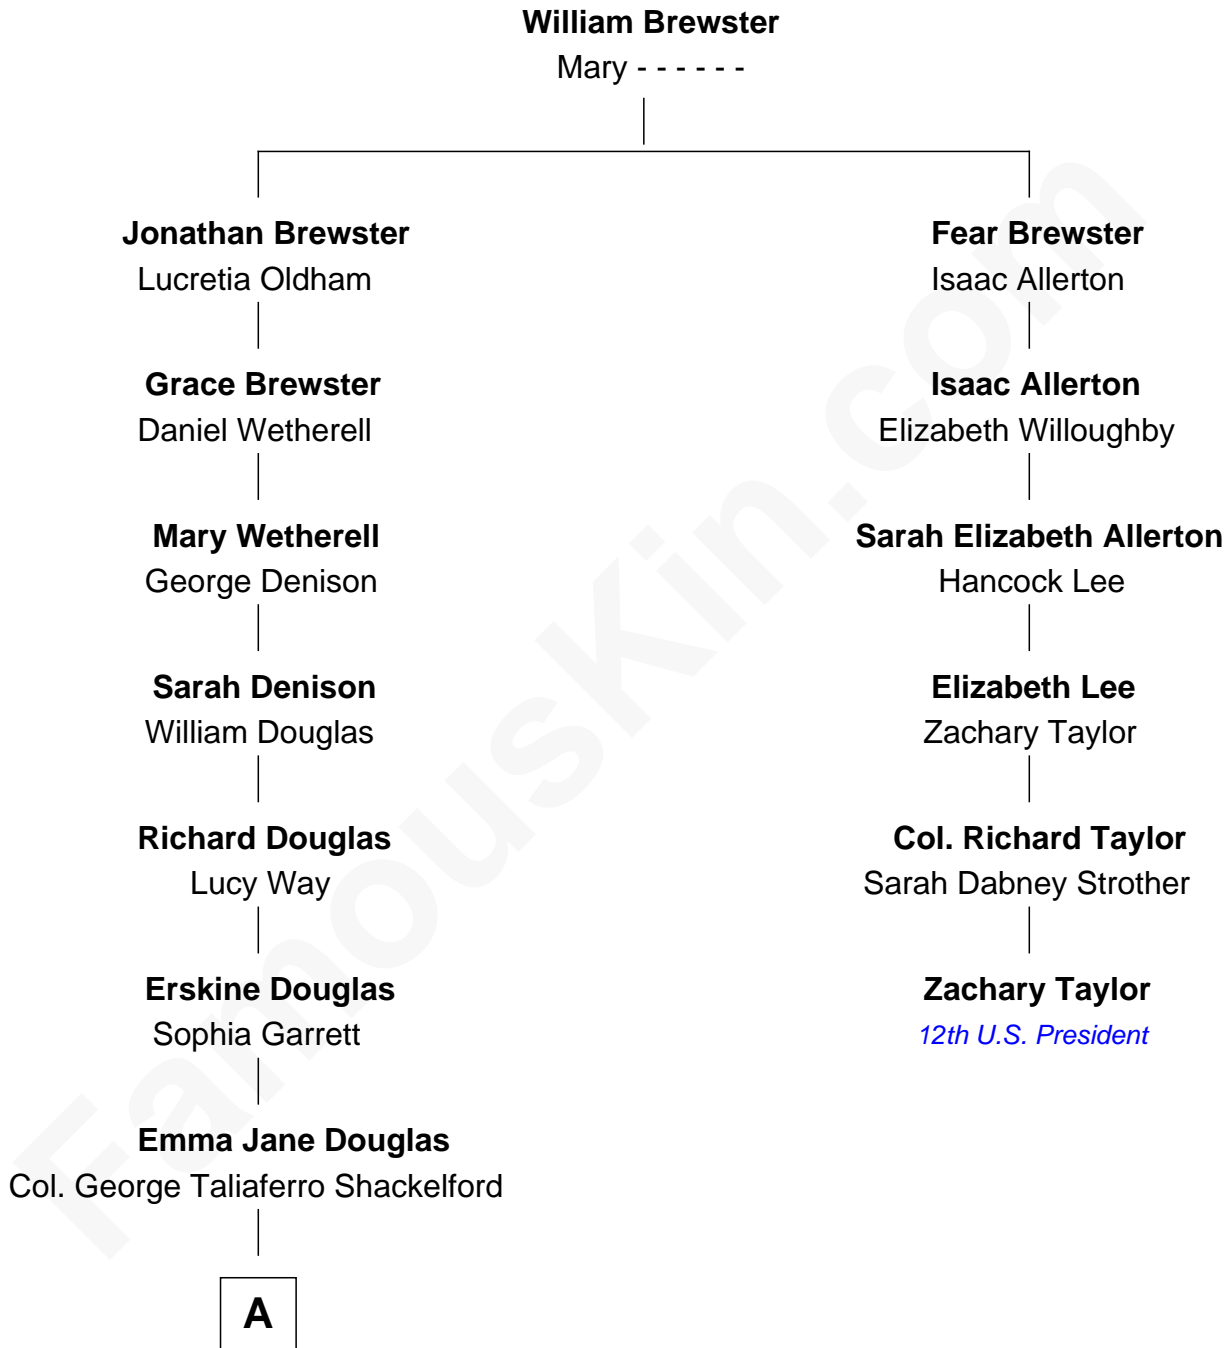 William Brewster
Mary - - - - - -
Jonathan Brewster
Lucretia Oldham
Fear Brewster
Isaac Allerton
Grace Brewster
Daniel Wetherell
Isaac Allerton
Elizabeth Willoughby
Mary Wetherell
George Denison
Sarah Elizabeth Allerton
Hancock Lee
Sarah Denison
William Douglas
Elizabeth Lee
Zachary Taylor
Richard Douglas
Lucy Way
Col. Richard Taylor
Sarah Dabney Strother
Erskine Douglas
Sophia Garrett
Zachary Taylor
12th U.S. President
Emma Jane Douglas
Col. George Taliaferro Shackelford
A
FamousKin.com